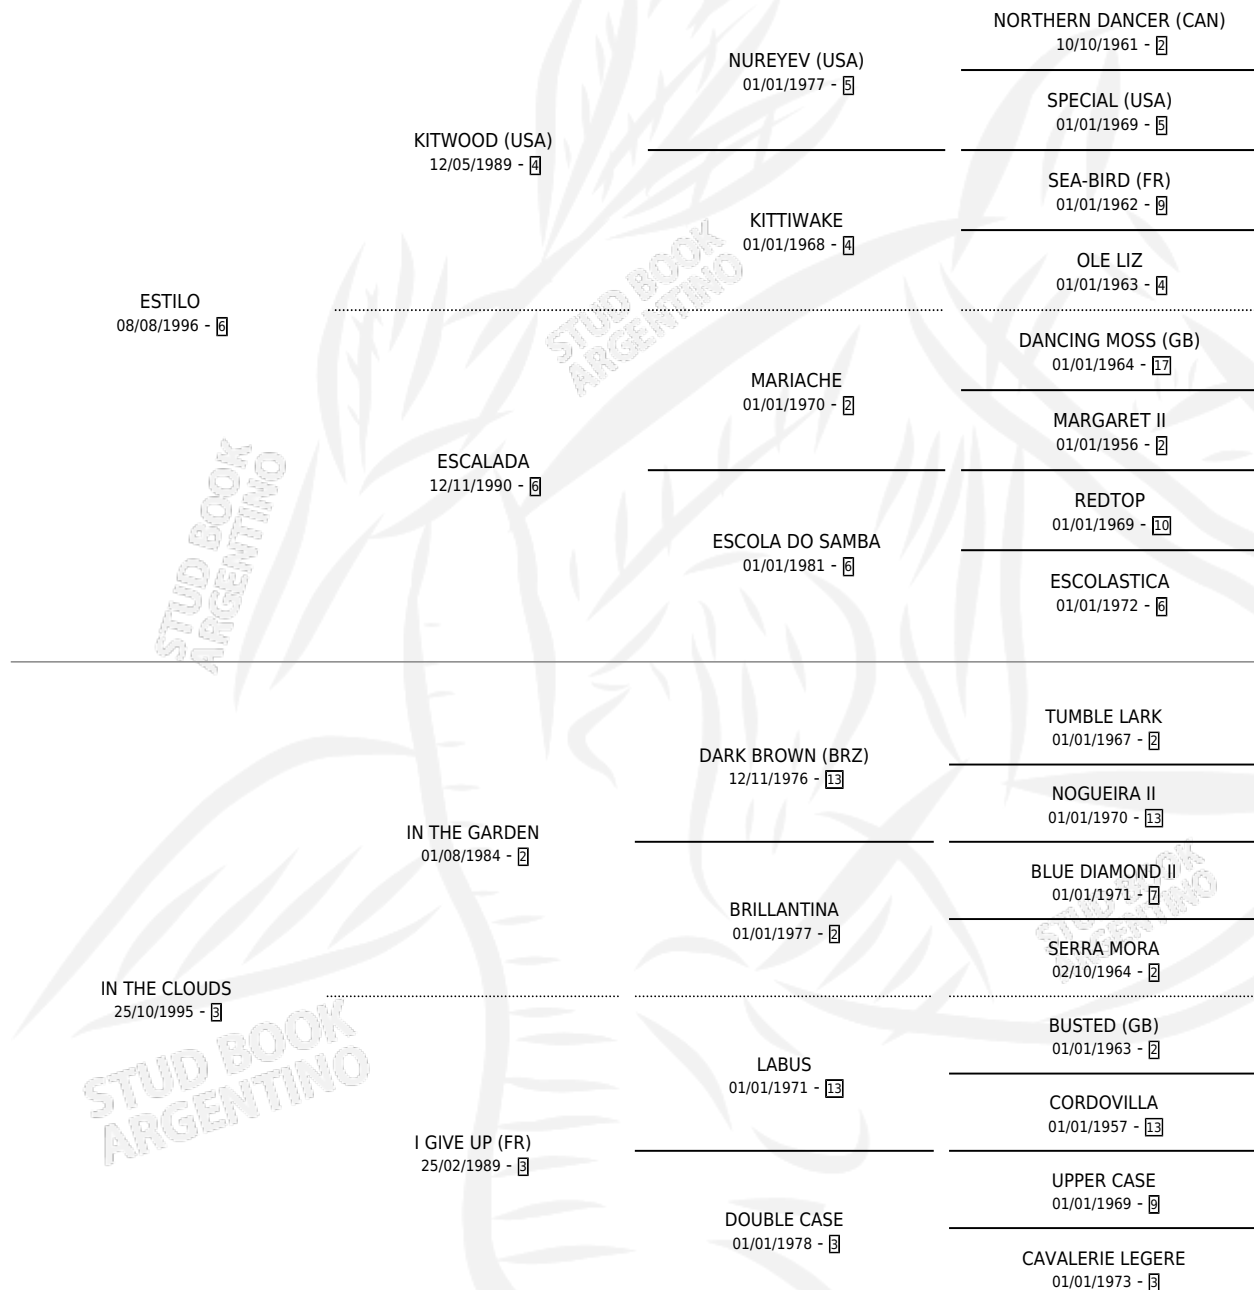 NORTHERN DANCER (CAN)
10/10/1961 - 2
NUREYEV (USA)
01/01/1977 - 5
SPECIAL (USA)
01/01/1969 - 5
KITWOOD (USA)
12/05/1989 - 4
SEA-BIRD (FR)
01/01/1962 - 9
KITTIWAKE
01/01/1968 - 4
OLE LIZ
01/01/1963 - 4
ESTILO
08/08/1996 - 6
DANCING MOSS (GB)
01/01/1964 - 17
MARIACHE
01/01/1970 - 2
MARGARET II
01/01/1956 - 2
ESCALADA
12/11/1990 - 6
REDTOP
01/01/1969 - 10
ESCOLA DO SAMBA
01/01/1981 - 6
ESCOLASTICA
01/01/1972 - 6
TUMBLE LARK
01/01/1967 - 2
DARK BROWN (BRZ)
12/11/1976 - 13
NOGUEIRA II
01/01/1970 - 13
IN THE GARDEN
01/08/1984 - 2
BLUE DIAMOND II
01/01/1971 - 7
BRILLANTINA
01/01/1977 - 2
SERRA MORA
02/10/1964 - 2
IN THE CLOUDS
25/10/1995 - 3
BUSTED (GB)
01/01/1963 - 2
LABUS
01/01/1971 - 13
CORDOVILLA
01/01/1957 - 13
I GIVE UP (FR)
25/02/1989 - 3
UPPER CASE
01/01/1969 - 9
DOUBLE CASE
01/01/1978 - 3
CAVALERIE LEGERE
01/01/1973 - 3
STUD BOOK
ARGENTINO
STUD BOOK
ARGENTINO
STUD BOOK
ARGENTINO
STUD BOOK
ARGENTINO